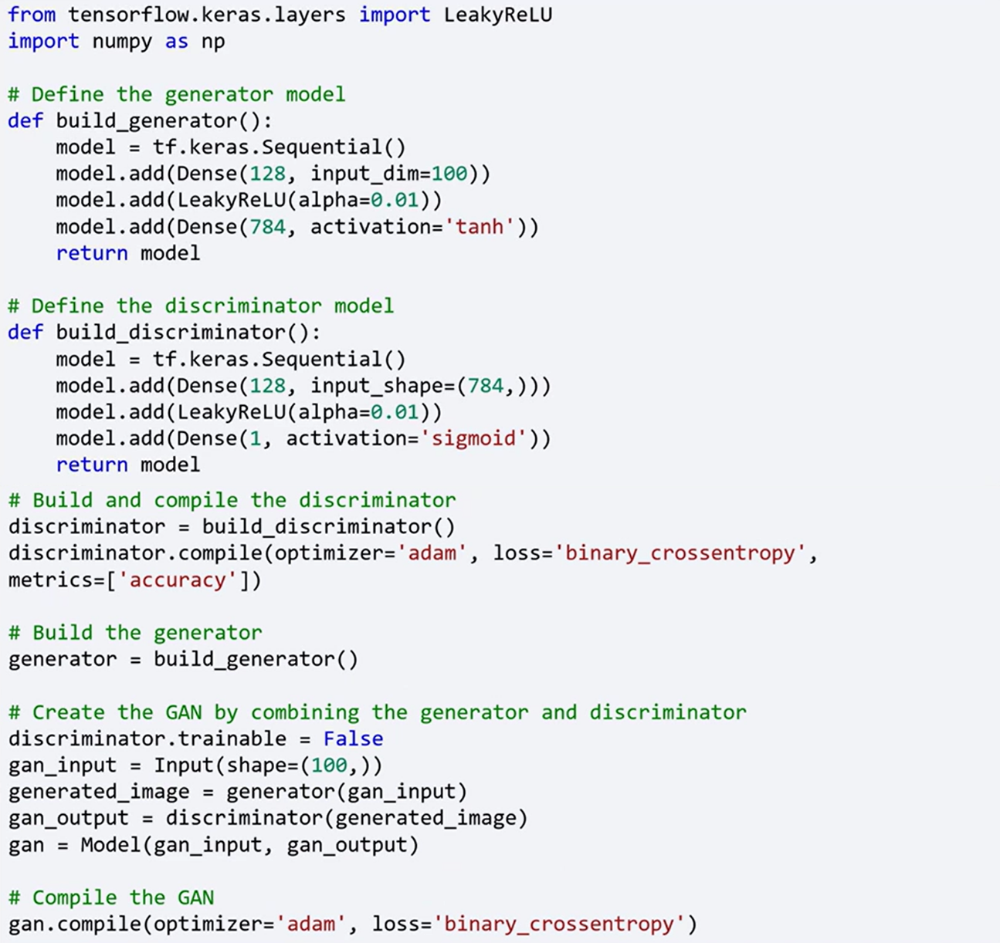 from tensorflow.keras.layers import LeakyReLU
import numpy as np

# Define the generator model
def build_generator():
    model = tf.keras.Sequential()
    model.add(Dense(128, input_dim=100))
    model.add(LeakyReLU(alpha=0.01))
    model.add(Dense(784, activation='tanh'))
    return model

# Define the discriminator model
def build_discriminator():
    model = tf.keras.Sequential()
    model.add(Dense(128, input_shape=(784,)))
    model.add(LeakyReLU(alpha=0.01))
    model.add(Dense(1, activation='sigmoid'))
    return model
# Build and compile the discriminator
discriminator = build_discriminator()
discriminator.compile(optimizer='adam', loss='binary_crossentropy',
metrics=['accuracy'])

# Build the generator
generator = build_generator()

# Create the GAN by combining the generator and discriminator
discriminator.trainable = False
gan_input = Input(shape=(100,))
generated_image = generator(gan_input)
gan_output = discriminator(generated_image)
gan = Model(gan_input, gan_output)

# Compile the GAN
gan.compile(optimizer='adam', loss='binary_crossentropy')